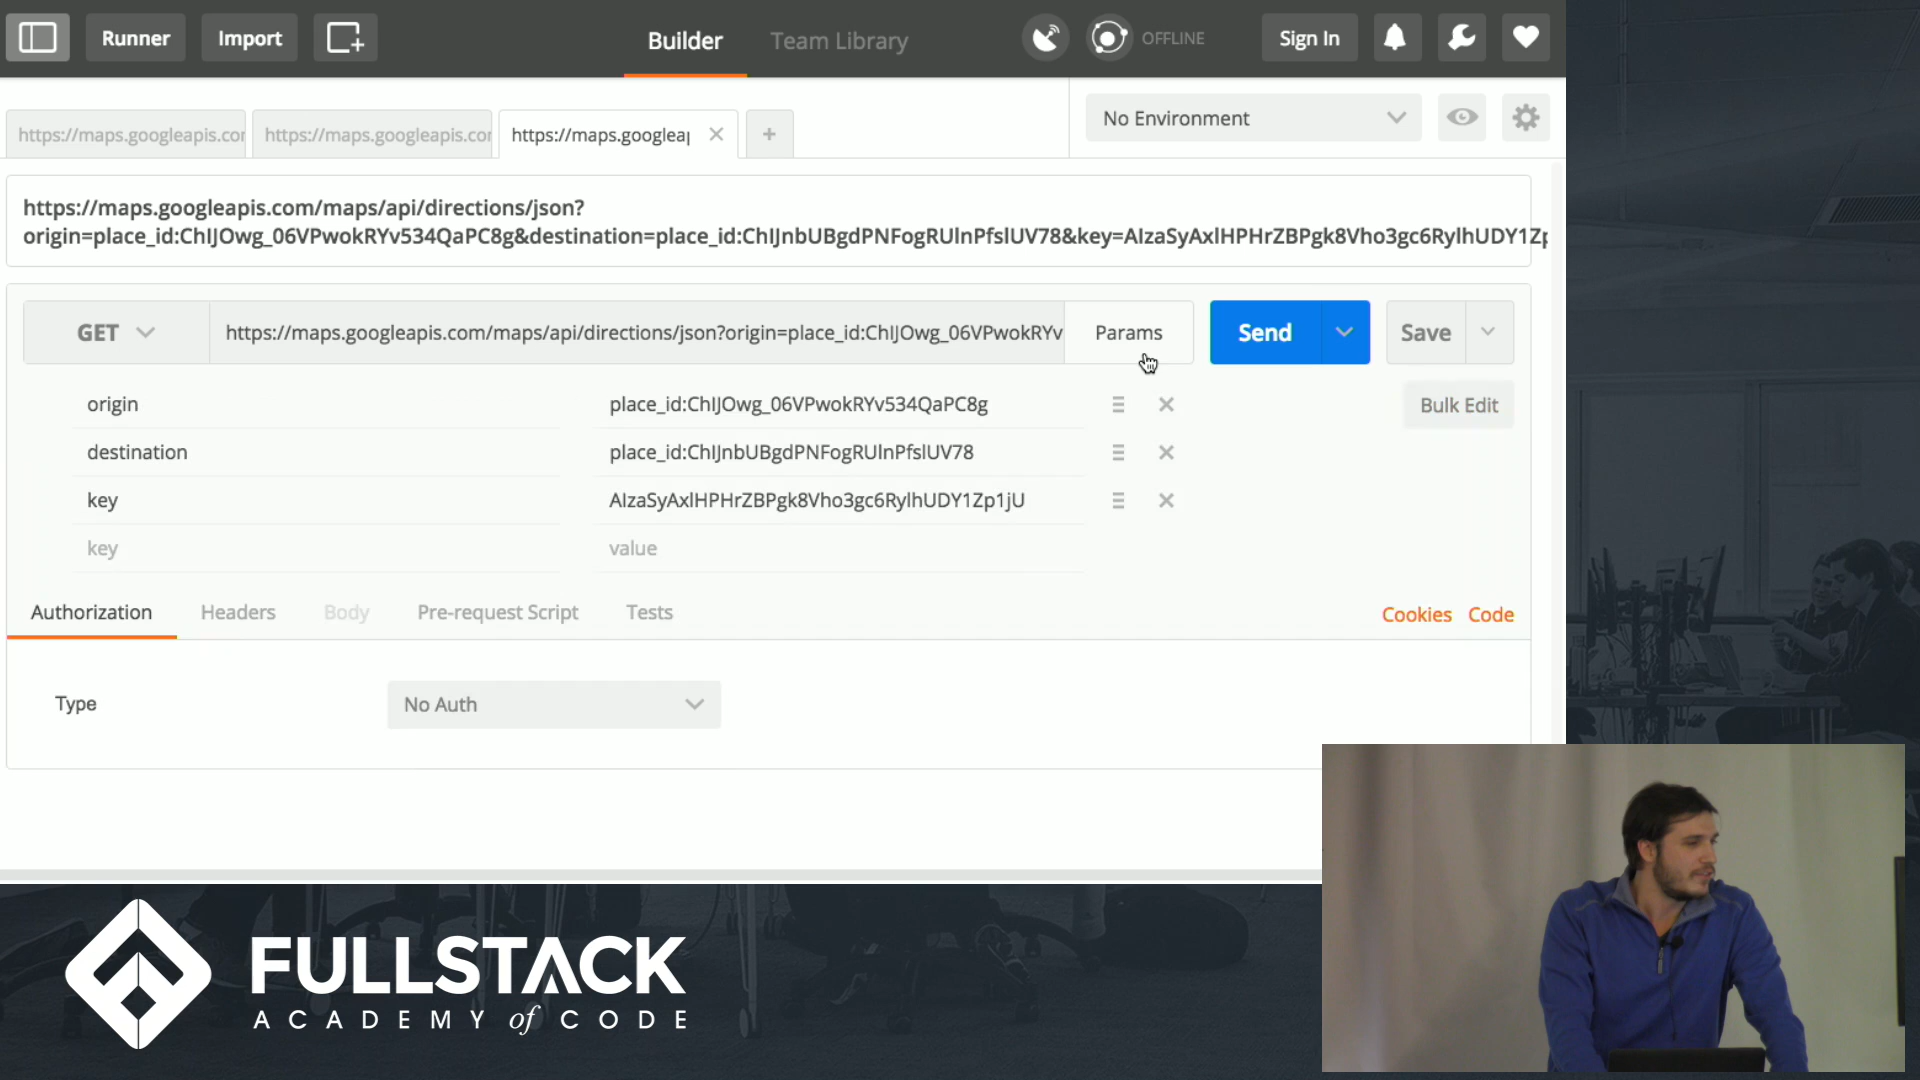 Runner
Import
Builder
Team Library
OFFLINE
Sign In
https://maps.googleapis.cor
https://maps.googleapis.cor
https://maps.googleap
No Environment
https://maps.googleapis.com/maps/api/directions/json?
origin=place_id:ChIJOwg_06VPwokRYv534QaPC8g&destination=place_id:ChIJnbUBgdPNFogRUlnPfslUV78&key=AIzaSyAxlHPHrZBPgk8Vho3gc6RylhUDY1Zp
GET
https://maps.googleapis.com/maps/api/directions/json?origin=place_id:ChIJOwg_06VPwokRYv
Params
Send
Save
origin
place_id:ChIJOwg_06VPwokRYv534QaPC8g
Bulk Edit
destination
place_id:ChIJnbUBgdPNFogRUlnPfslUV78
key
AIzaSyAxlHPHrZBPgk8Vho3gc6RylhUDY1Zp1jU
key
value
Authorization
Headers
Body
Pre-request Script
Tests
Cookies
Code
Type
No Auth
FULLSTACK
ACADEMY of CODE